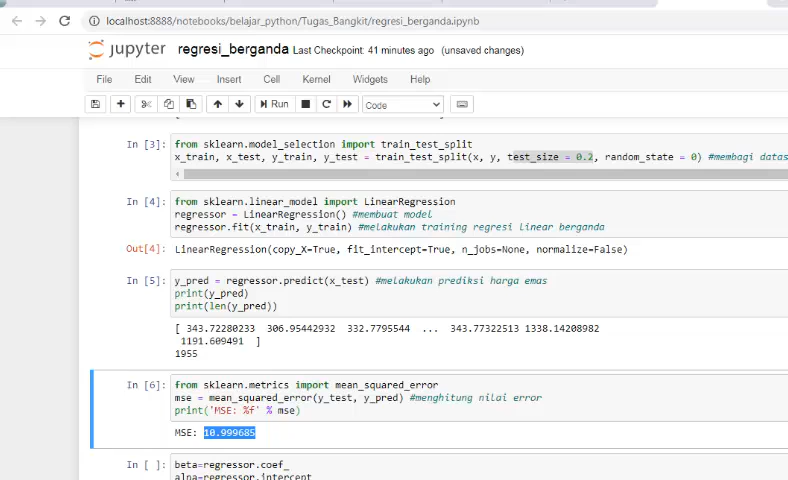 localhost:8888/notebooks/belajar_python/Tugas_Bangkit/regresi_berganda.ipynb
jupyter regresi_berganda Last Checkpoint: 41 minutes ago (unsaved changes)
File Edit View Insert Cell Kernel Widgets Help
Run Code
In [3]: from sklearn.model_selection import train_test_split
x_train, x_test, y_train, y_test = train_test_split(x, y, test_size = 0.2, random_state = 0) #membagi datas
In [4]: from sklearn.linear_model import LinearRegression
regressor = LinearRegression() #membuat model
regressor.fit(x_train, y_train) #melakukan training regresi linear berganda
Out[4]: LinearRegression(copy_X=True, fit_intercept=True, n_jobs=None, normalize=False)
In [5]: y_pred = regressor.predict(x_test) #melakukan prediksi harga emas
print(y_pred)
print(len(y_pred))
[ 343.72280233 306.95442932 332.7795544 ... 343.77322513 1338.14208982
1191.609491 ]
1955
In [6]: from sklearn.metrics import mean_squared_error
mse = mean_squared_error(y_test, y_pred) #menghitung nilai error
print('MSE: %f' % mse)
MSE: 10.999685
In [ ]: beta=regressor.coef_
alpa=regressor.intercept